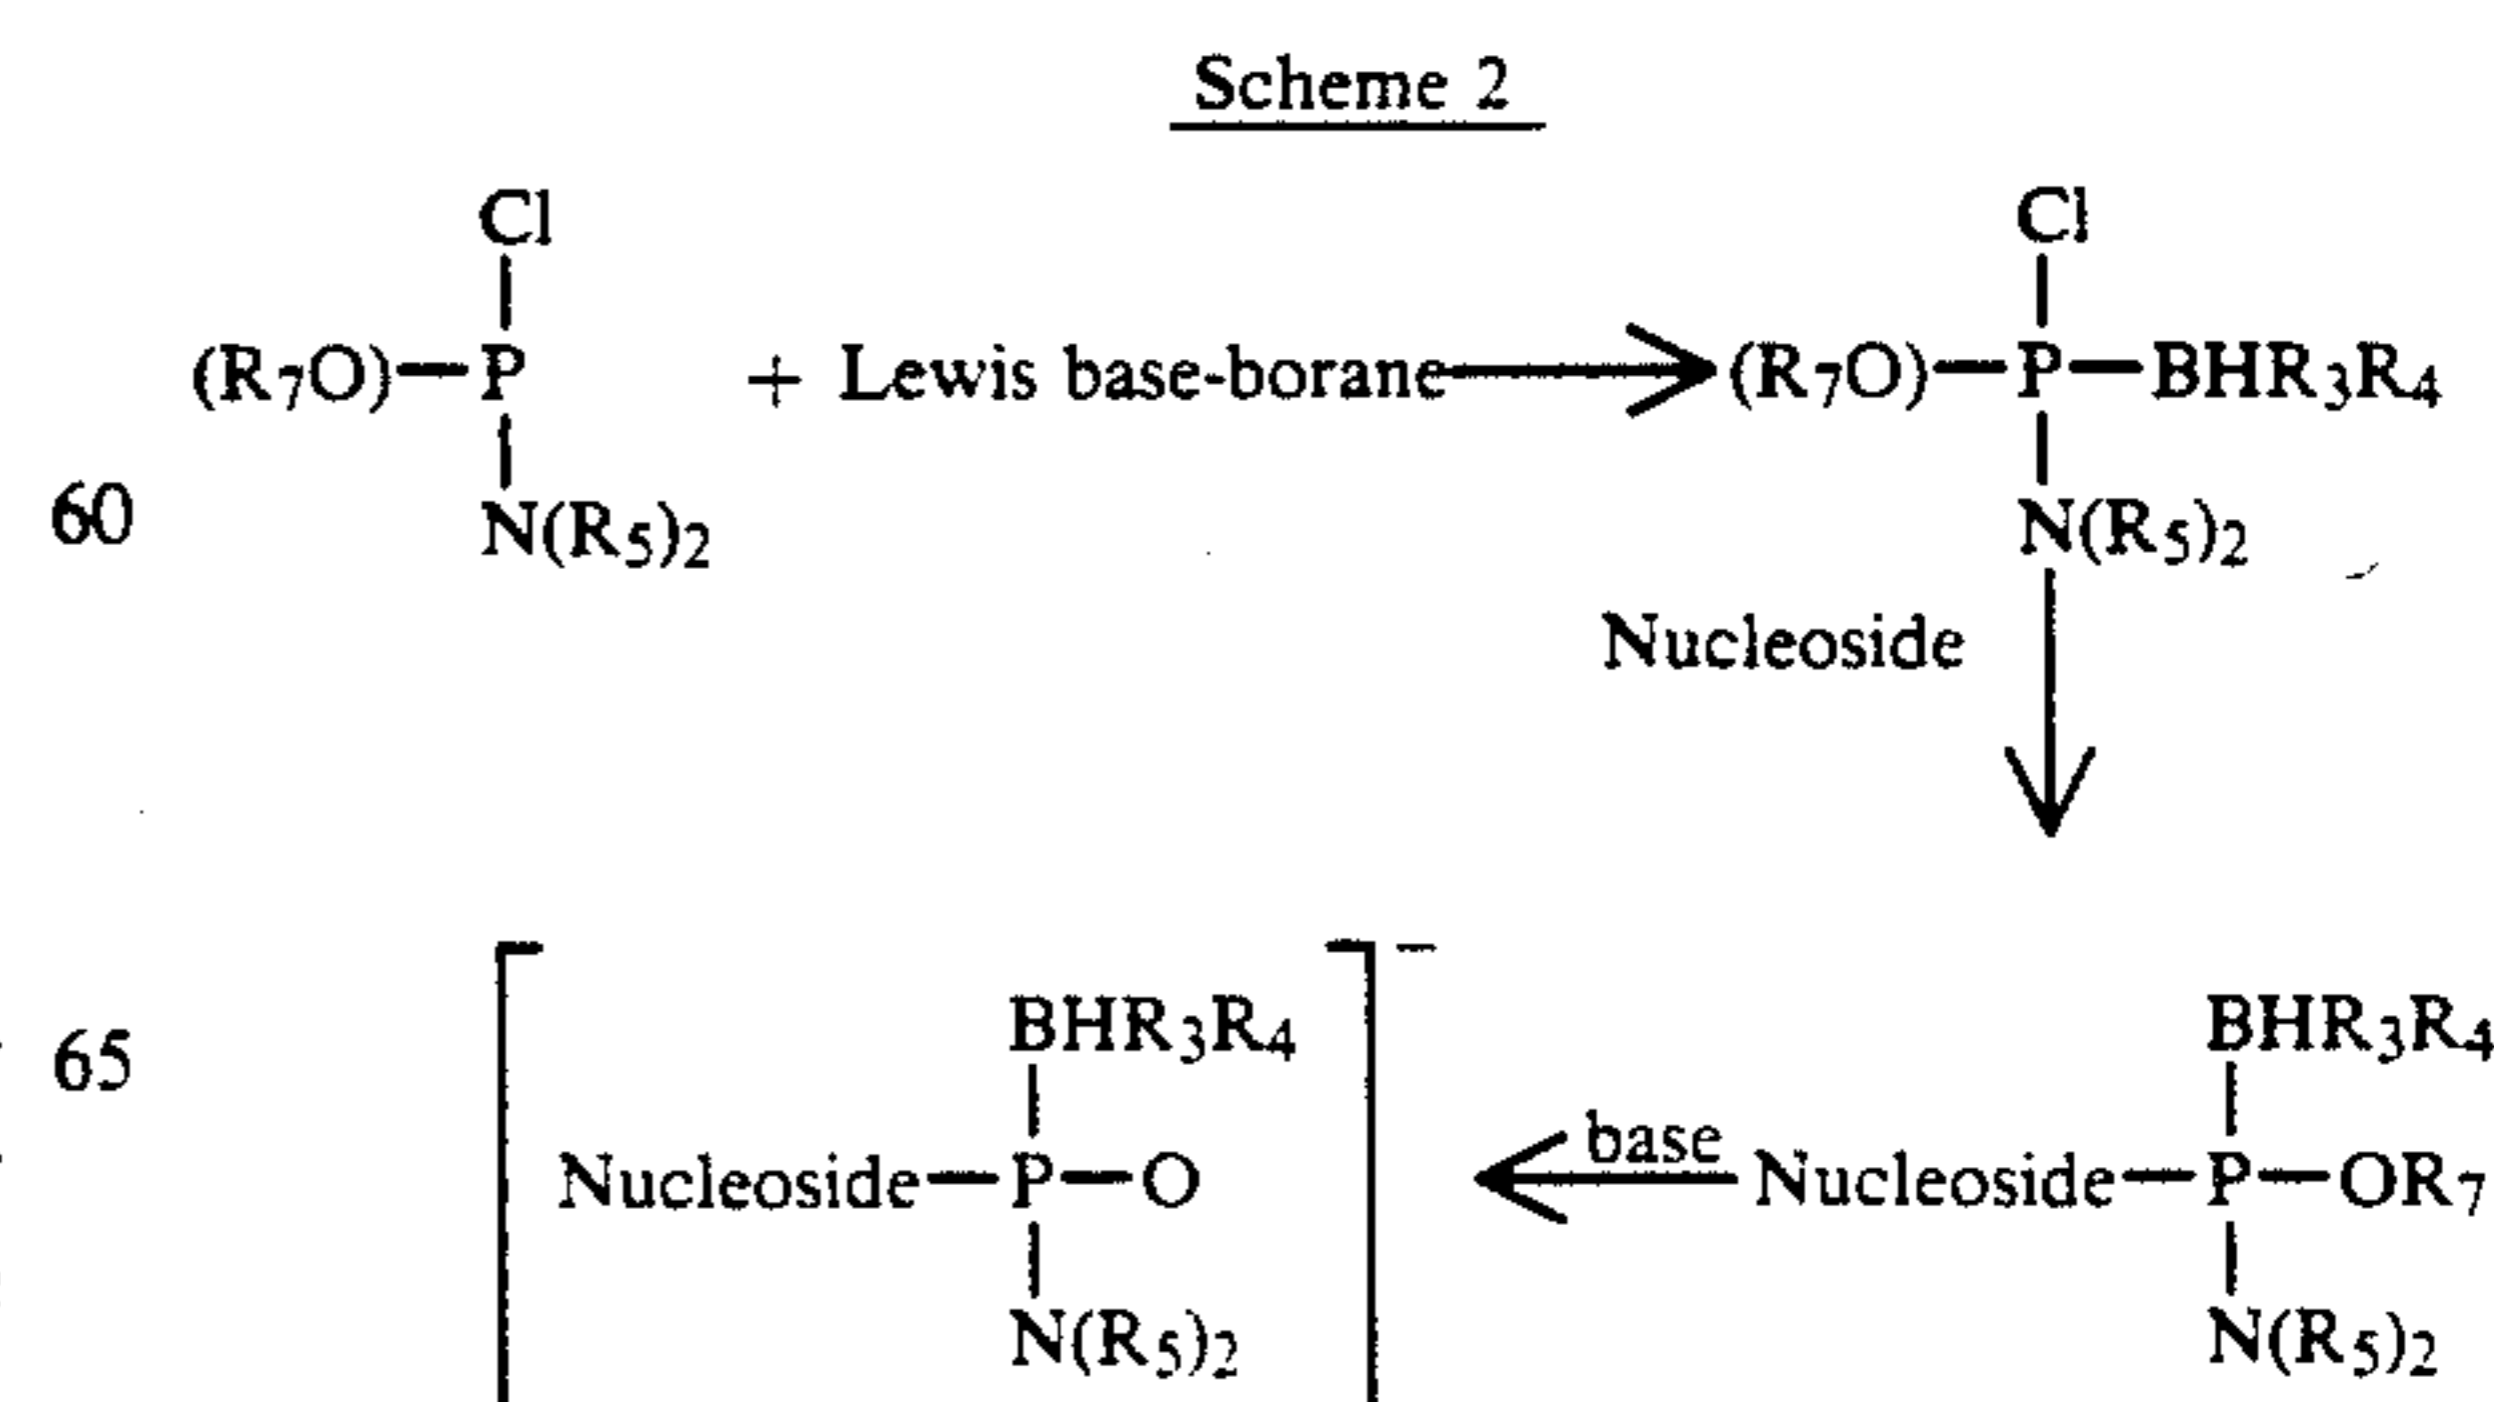 Scheme 2
Cl Cl
(R7O)—P + Lewis base-borane (R7O)—P—BHR3R4
60 N(R5)2 N(R5)2
Nucleoside
65 BHR3R4 BHR3R4
Nucleoside—P—O base Nucleoside—P—OR7
N(R5)2 N(R5)2